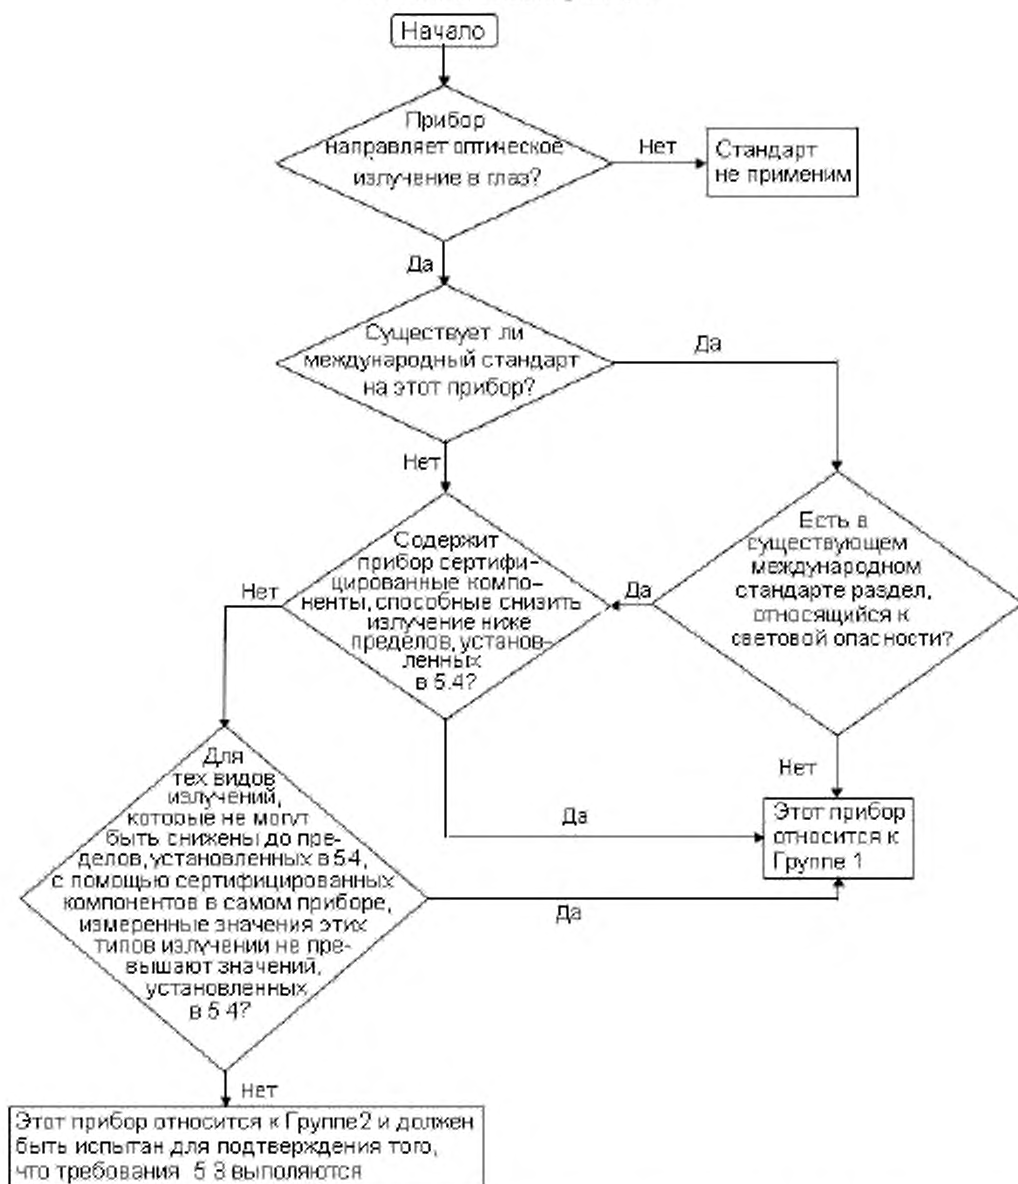 Начало
Прибор
направляет оптическое
излучение в глаз?
Нет
Стандарт
не применим
Да
Существует ли
международный стандарт
на этот прибор?
Да
Нет
Есть в
существующем
международном
стандарте раздел,
относящийся к
световой опасности?
Содержит
прибор сертифи-
цированные компо-
ненты, способные снизить
излучение ниже
пределов, установ-
ленных
в 5.4?
Нет
Да
Для
тех видов
излучений,
которые не могут
быть снижены до пре-
делов, установленных в 5 4,
с помощью сертифицированных
компонентов в самом приборе,
измеренные значения этих
типов излучении не пре-
вышают значений,
установленных
в 5 4?
Нет
Да
Этот прибор
относится к
Группе 1
Да
Нет
Этот прибор относится к Группе2 и должен
быть испытан для подтверждения того,
что требования 5 3 выполяются